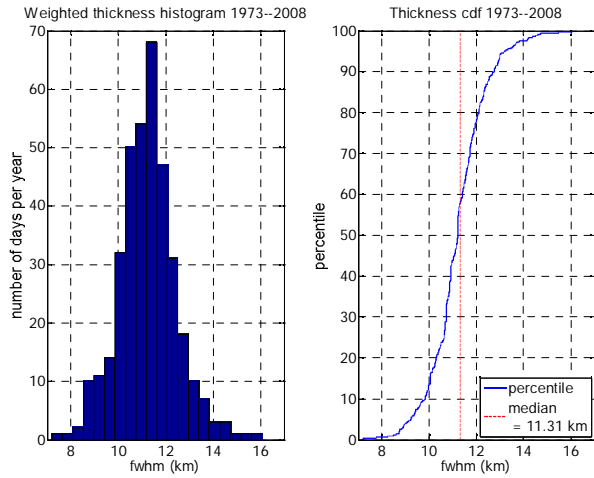 Weighted thickness histogram 1973--2008
number of days per year
70
60
50
40
30
20
10
0
8 10 12 14 16
fwhm (km)
Thickness cdf 1973--2008
percentile
100
90
80
70
60
50
40
30
20
10
0
8 10 12 14 16
fwhm (km)
percentile
median
= 11.31 km